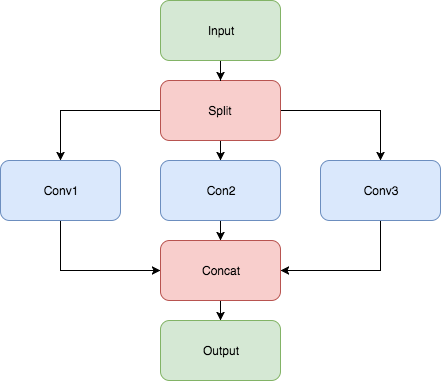 Input
Split
Conv1
Con2
Conv3
Concat
Output